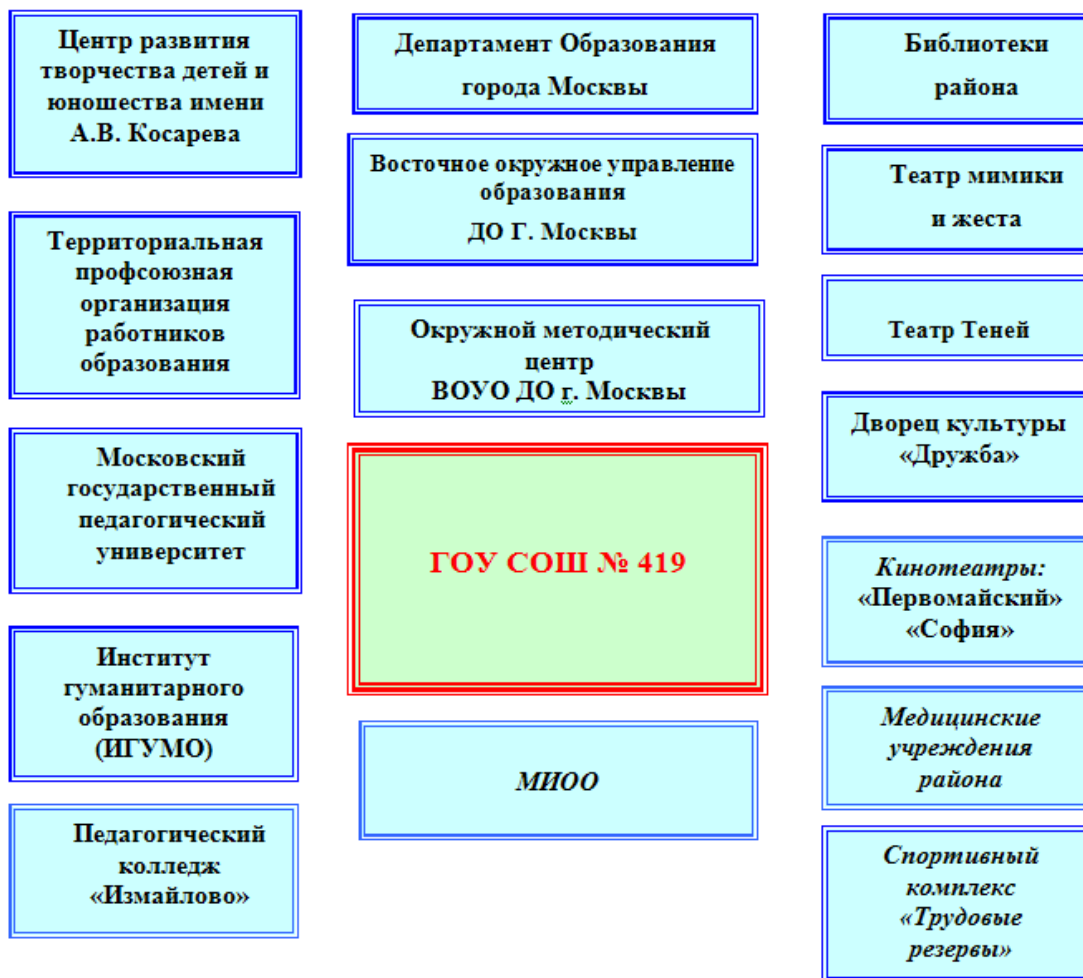 Центр развития
творчества детей и
юношества имени
А.В. Косарева
Территориальная
профсоюзная
организация
работников
образования
Московский
государственный
педагогический
университет
Институт
гуманитарного
образования
(ИГУМО)
Педагогический
колледж
«Измайлово»
Департамент Образования
города Москвы
Восточное окружное управление
образования
ДО Г. Москвы
Окружной методический
центр
ВОУО ДО г. Москвы
ГОУ СОШ № 419
МИОО
Библиотеки
района
Театр мимики
и жеста
Театр Теней
Дворец культуры
«Дружба»
Кинотеатры:
«Первомайский»
«София»
Медицинские
учреждения
района
Спортивный
комплекс
«Трудовые
резервы»